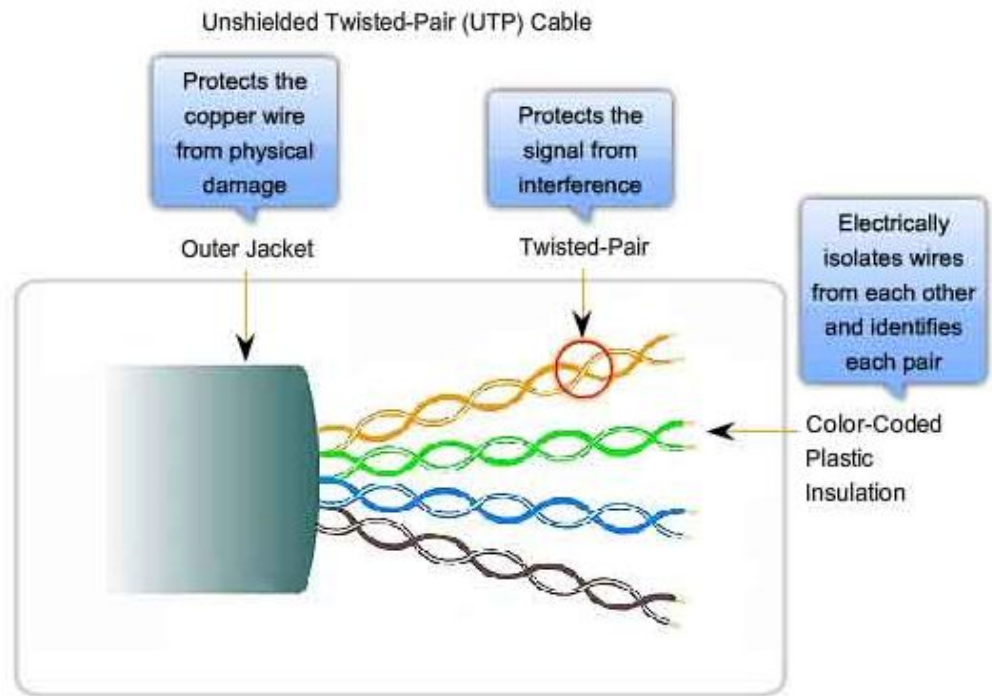 Unshielded Twisted-Pair (UTP) Cable
Protects the
copper wire
from physical
damage
Outer Jacket
Protects the
signal from
interference
Twisted-Pair
Electrically
isolates wires
from each other
and identifies
each pair
Color-Coded
Plastic
Insulation